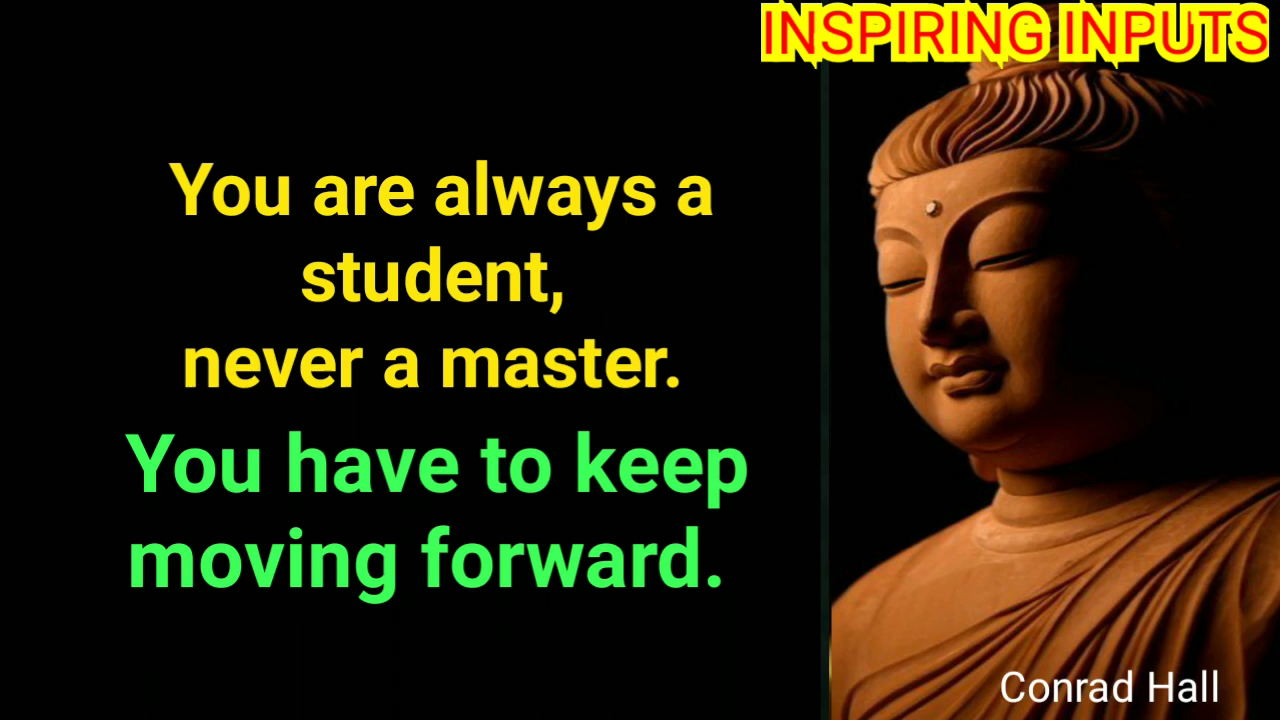 INSPIRING INPUTS
You are always a
student,
never a master.
You have to keep
moving forward.
Conrad Hall